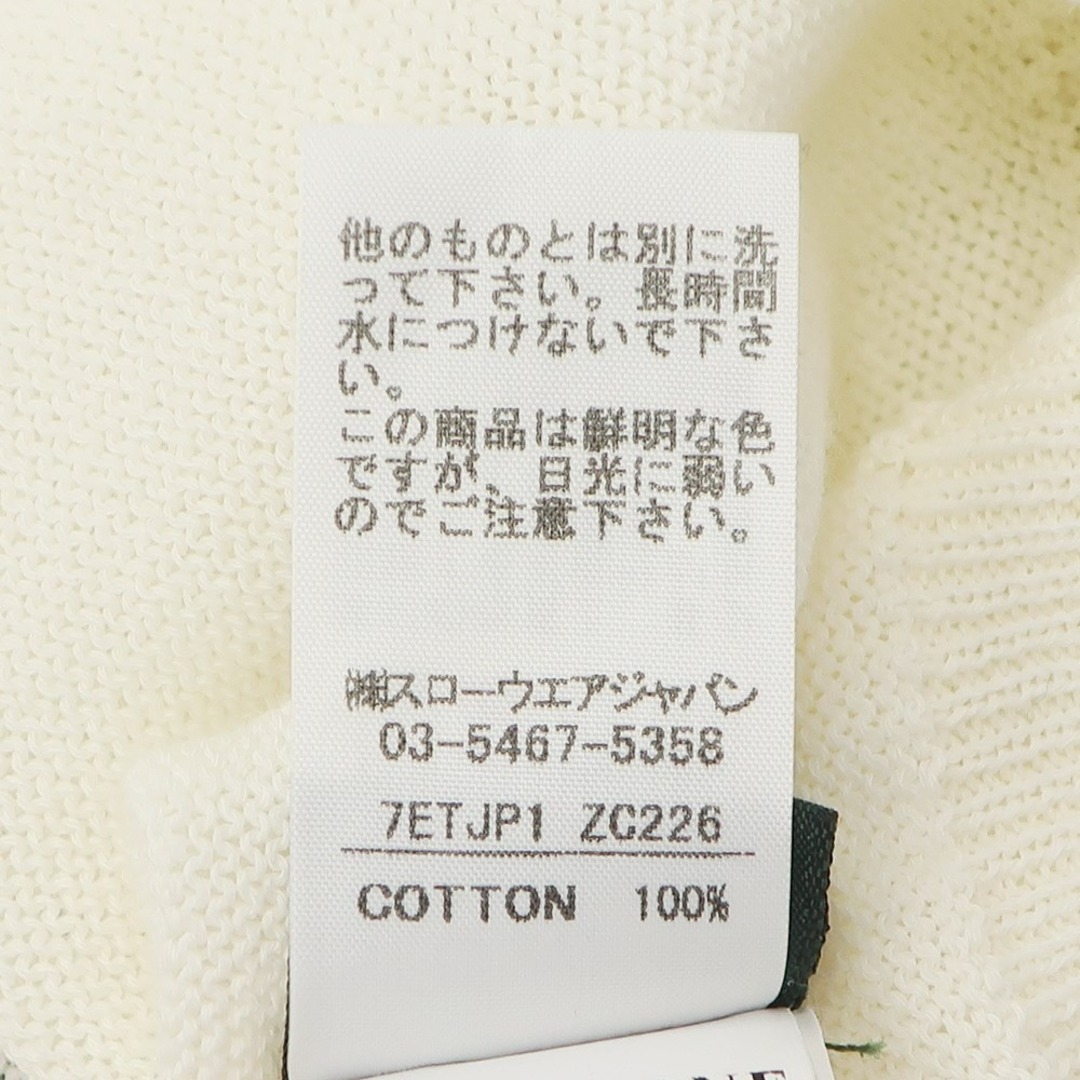 他のものとは別に洗
って下さい。長時間
水につけないで下さ
い。
この商品は鮮明な色
ですが、日光に弱い
のでご注意下さい。
㈱スローウエアジャパン
03-5467-5358
7ETJP1 ZC226
COTTON 100%